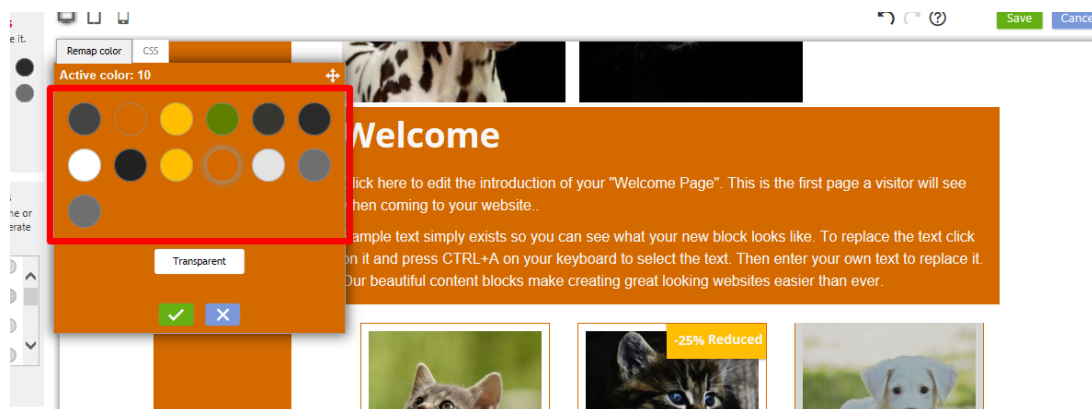 e it.
Save
Cance
Remap color
CSS
Active color: 10
Welcome
lick here to edit the introduction of your "Welcome Page". This is the first page a visitor will see
hen coming to your website..
ample text simply exists so you can see what your new block looks like. To replace the text click
on it and press CTRL+A on your keyboard to select the text. Then enter your own text to replace it.
Our beautiful content blocks make creating great looking websites easier than ever.
me or
erate
Transparent
-25% Reduced